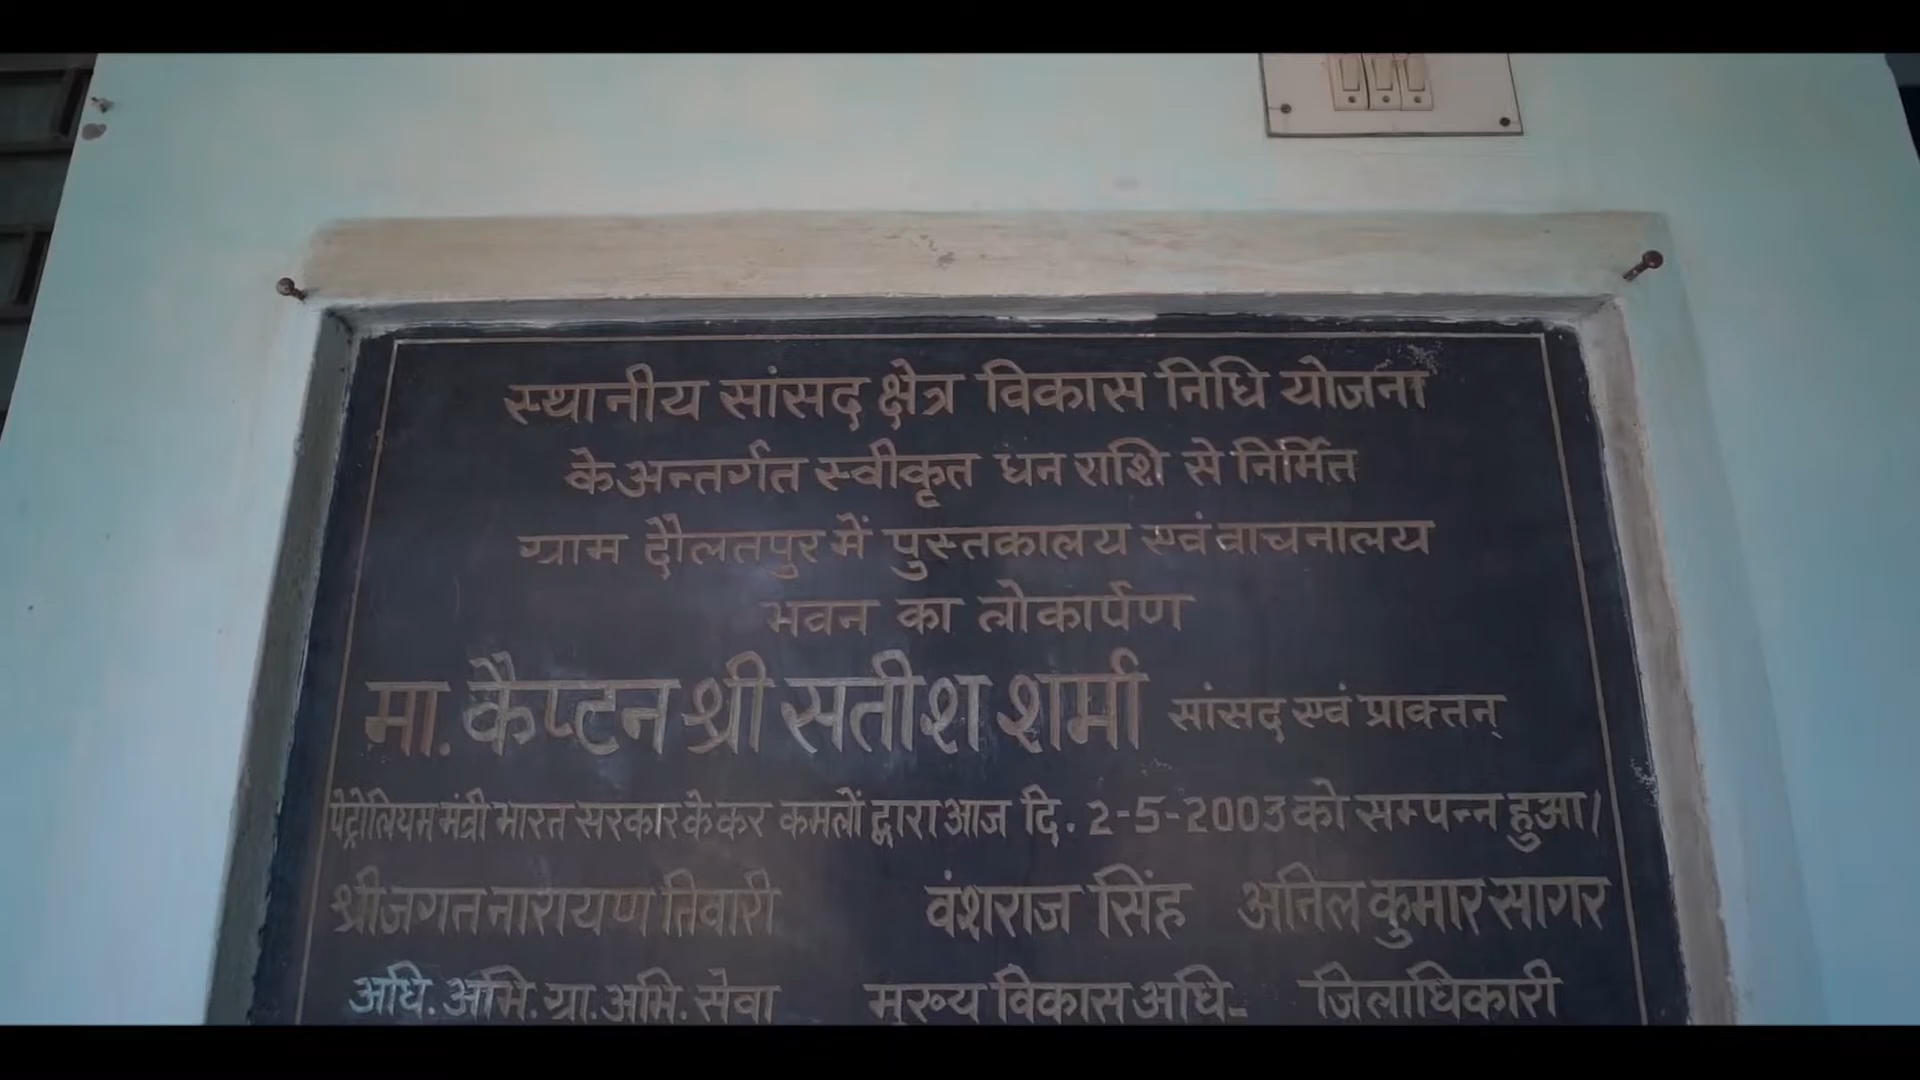 स्थानीय सांसद क्षेत्र विकास निधि योजना
के अन्तर्गत स्वीकृत धन राशि से निर्मित
ग्राम दौलतपुर में पुस्तकालय एवं वाचनालय
भवन का लोकार्पण
मा. कैप्टन श्री सतीश शर्मा सांसद एवं प्राक्तन्
पेट्रोलियम मंत्री भारत सरकार के कर कमलों द्वारा आज दि. 2-5-2003 को सम्पन्न हुआ।
श्री जगत नारायण तिवारी वंशराज सिंह अनिल कुमार सागर
अधि. अभि. ग्रा. अभि. सेवा मुख्य विकास अधि- जिलाधिकारी